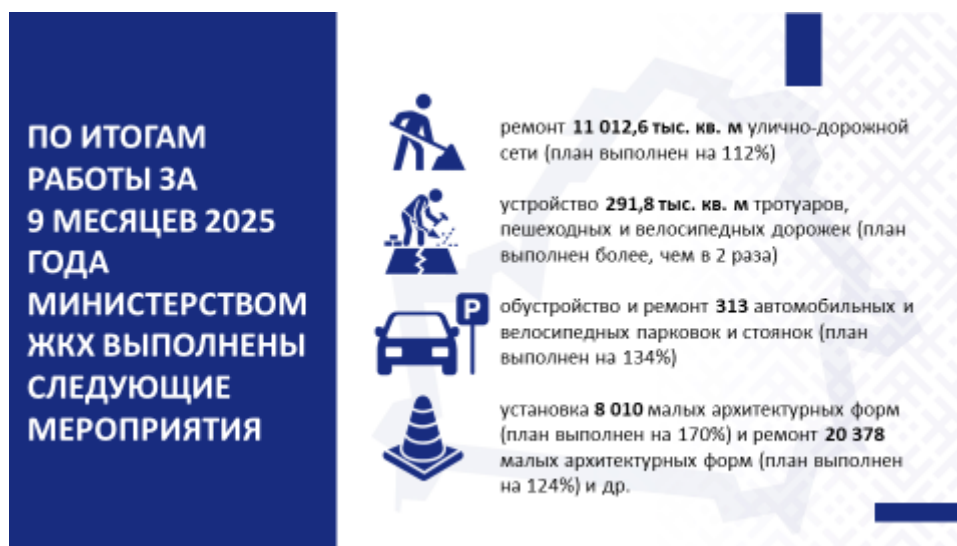 ПО ИТОГАМ
РАБОТЫ ЗА
9 МЕСЯЦЕВ 2025
ГОДА
МИНИСТЕРСТВОМ
ЖКХ ВЫПОЛНЕНЫ
СЛЕДУЮЩИЕ
МЕРОПРИЯТИЯ
ремонт 11 012,6 тыс. кв. м улично-дорожной
сети (план выполнен на 112%)
устройство 291,8 тыс. кв. м тротуаров,
пешеходных и велосипедных дорожек (план
выполнен более, чем в 2 раза)
P
обустройство и ремонт 313 автомобильных и
велосипедных парковок и стоянок (план
выполнен на 134%)
установка 8 010 малых архитектурных форм
(план выполнен на 170%) и ремонт 20 378
малых архитектурных форм (план выполнен
на 124%) и др.